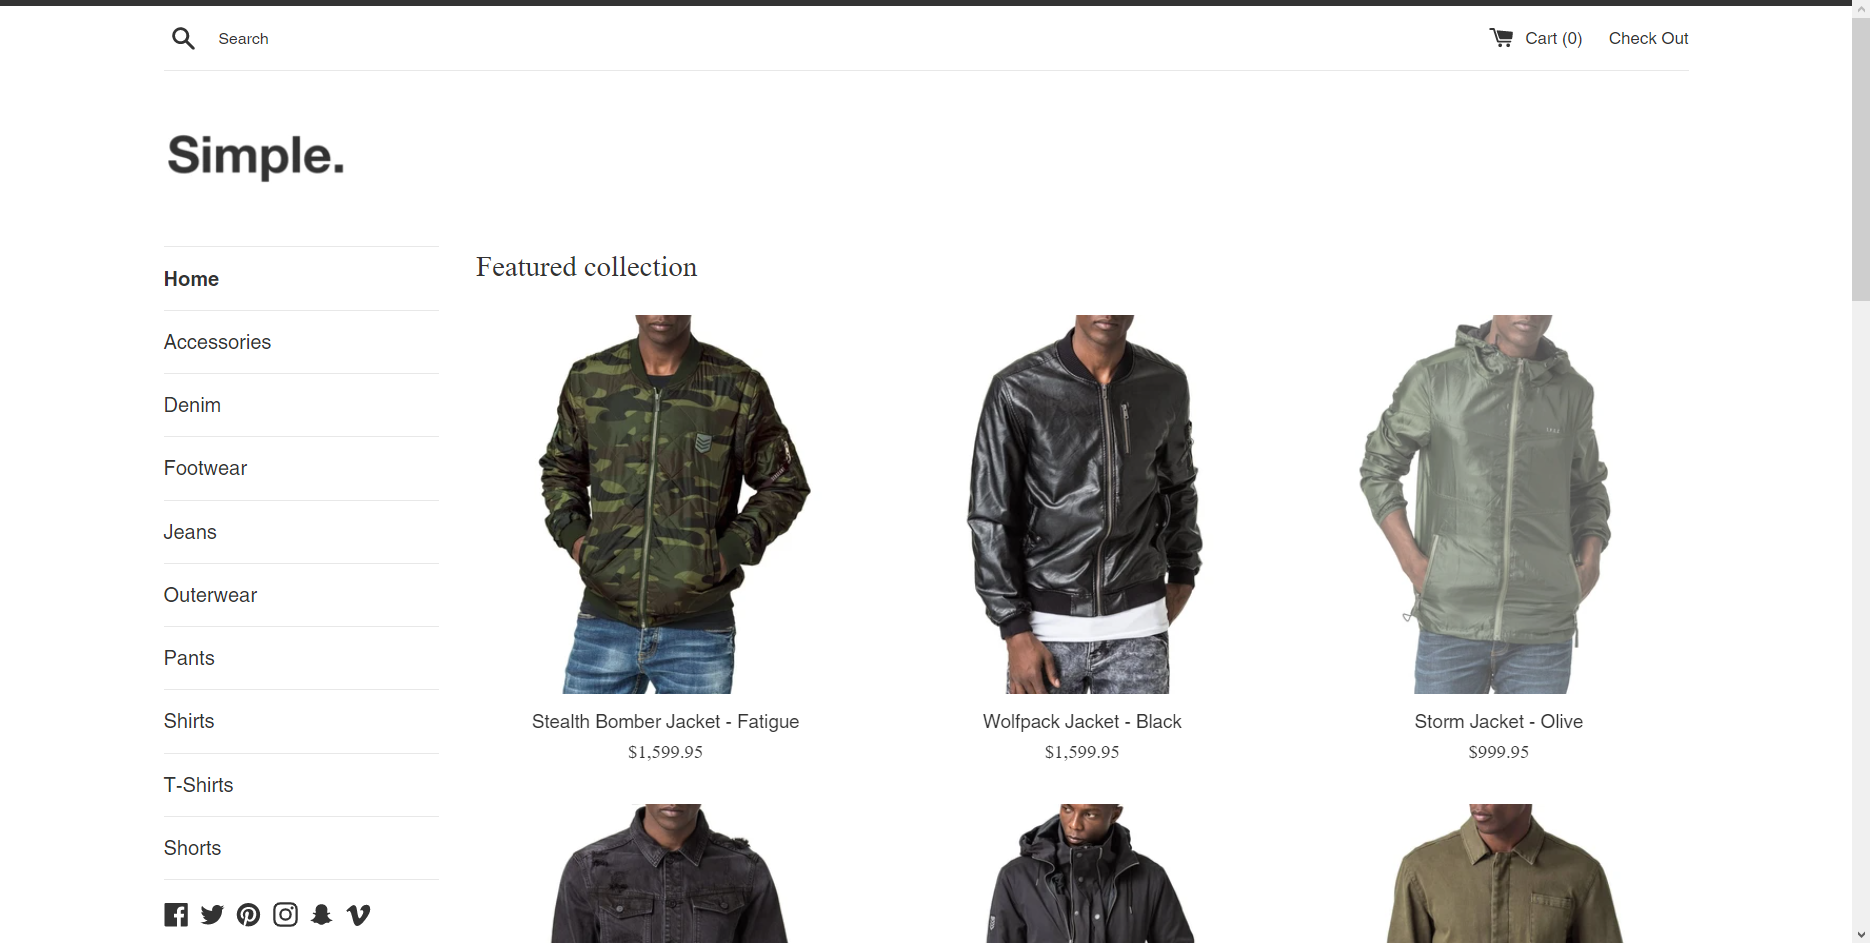 Search
Cart (0)
Check Out
Simple.
Home
Accessories
Denim
Footwear
Jeans
Outerwear
Pants
Shirts
T-Shirts
Shorts
Featured collection
Stealth Bomber Jacket - Fatigue
$1,599.95
Wolfpack Jacket - Black
$1,599.95
Storm Jacket - Olive
$999.95